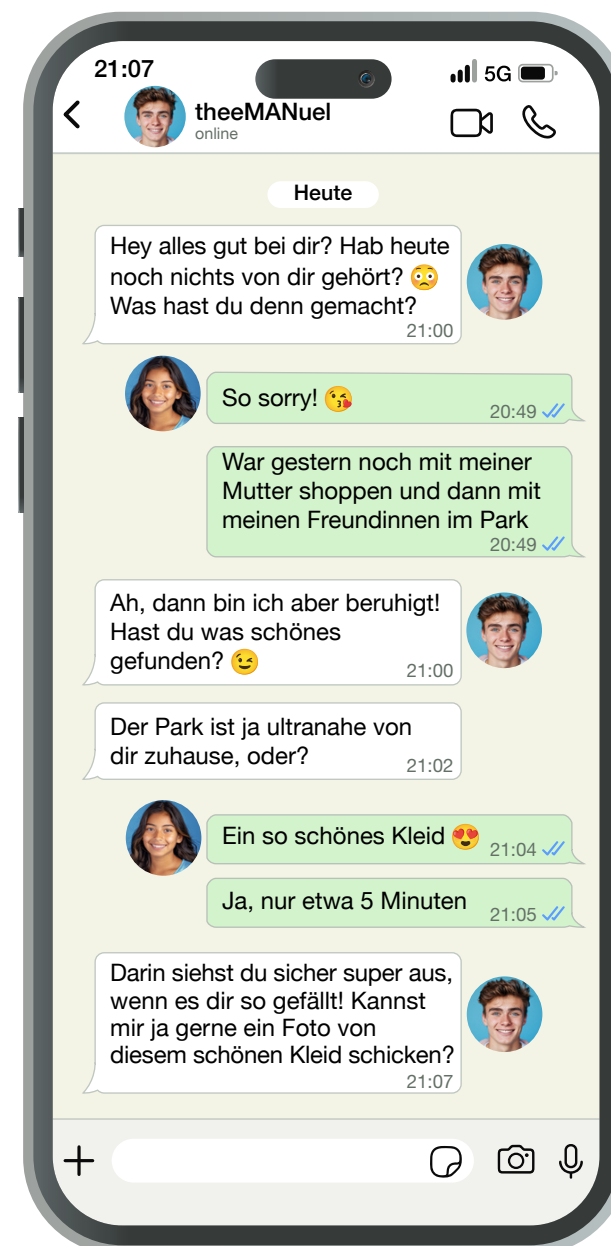 21:07
5G
theeMANuel
online
Heute
Hey alles gut bei dir? Hab heute
noch nichts von dir gehört? 😳
Was hast du denn gemacht?
21:00
So sorry! 😘
20:49
War gestern noch mit meiner
Mutter shoppen und dann mit
meinen Freundinnen im Park
20:49
Ah, dann bin ich aber beruhigt!
Hast du was schönes
gefunden? 😉
21:00
Der Park ist ja ultranahe von
dir zuhause, oder?
21:02
Ein so schönes Kleid 😍
21:04
Ja, nur etwa 5 Minuten
21:05
Darin siehst du sicher super aus,
wenn es dir so gefällt! Kannst
mir ja gerne ein Foto von
diesem schönen Kleid schicken?
21:07